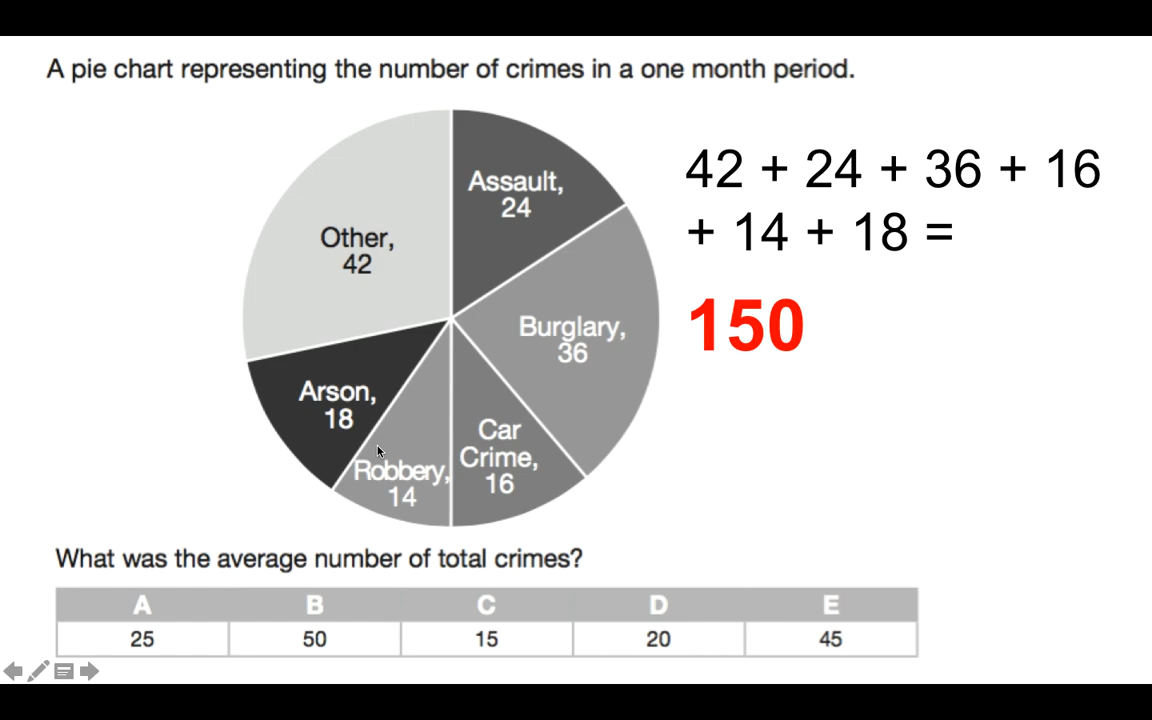 A pie chart representing the number of crimes in a one month period.
Assault,
24
Other,
42
Burglary,
36
Arson,
18
Car
Crime,
16
Robbery,
14
42 + 24 + 36 + 16
+ 14 + 18 =
150
What was the average number of total crimes?
A B C D E
25 50 15 20 45